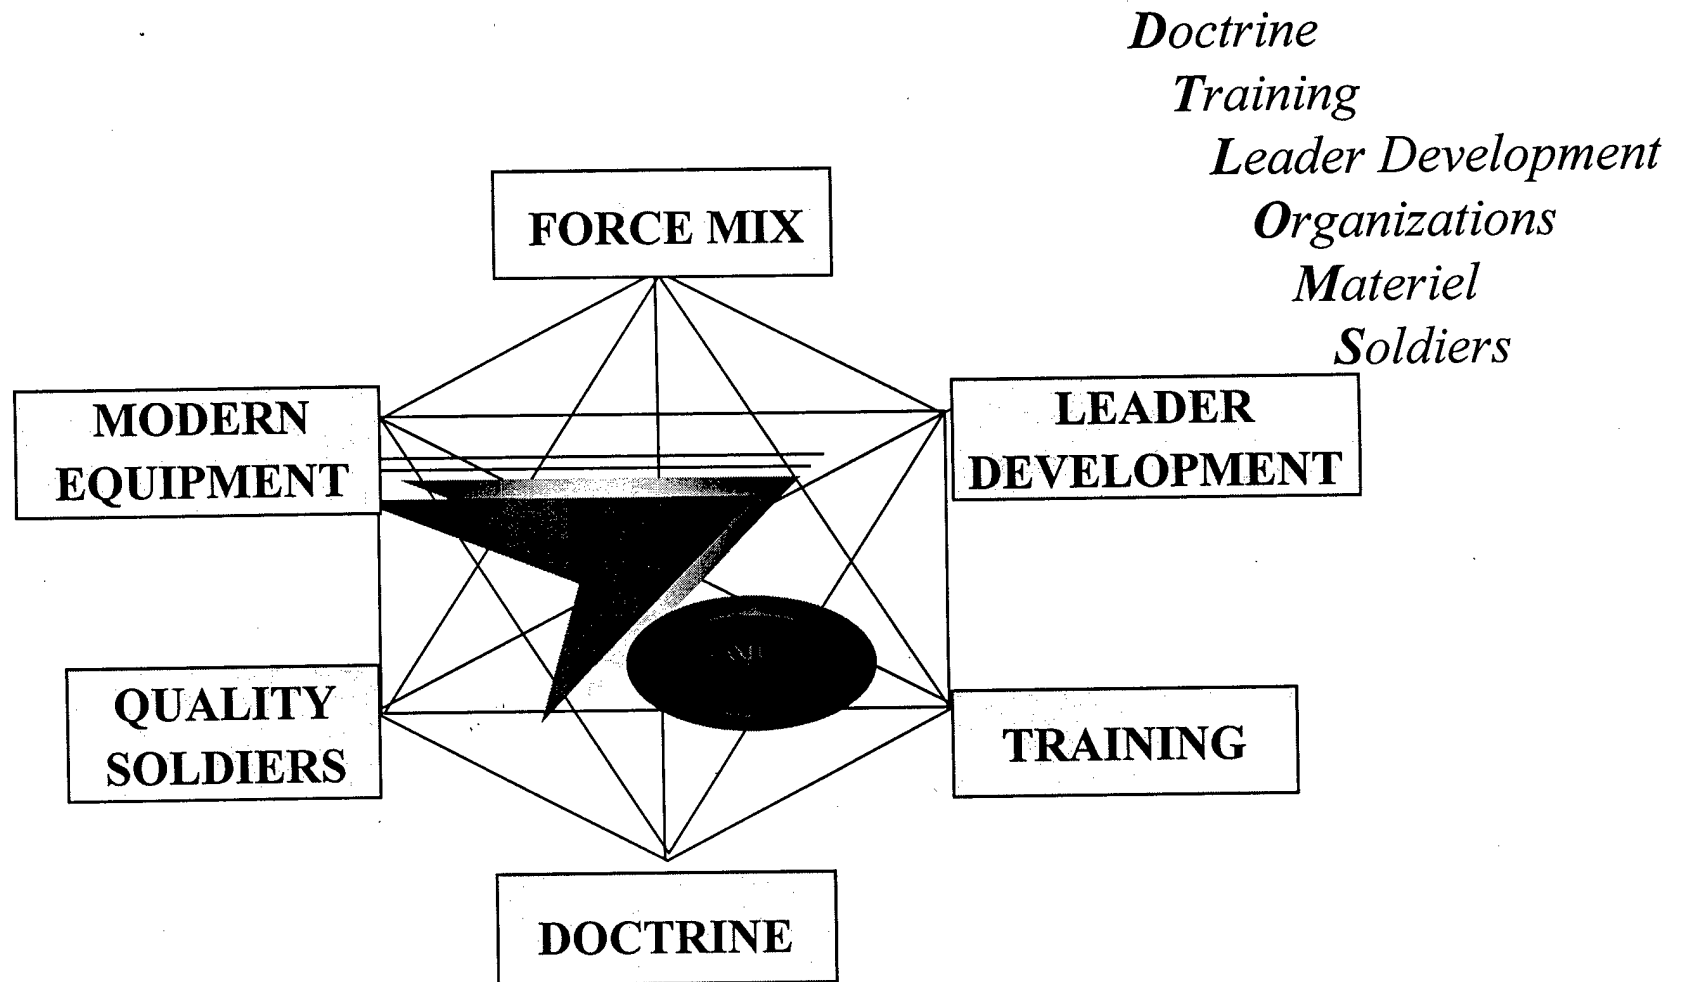 Doctrine
Training
Leader Development
Organizations
Materiel
Soldiers
FORCE MIX
MODERN
EQUIPMENT
LEADER
DEVELOPMENT
QUALITY
SOLDIERS
TRAINING
DOCTRINE